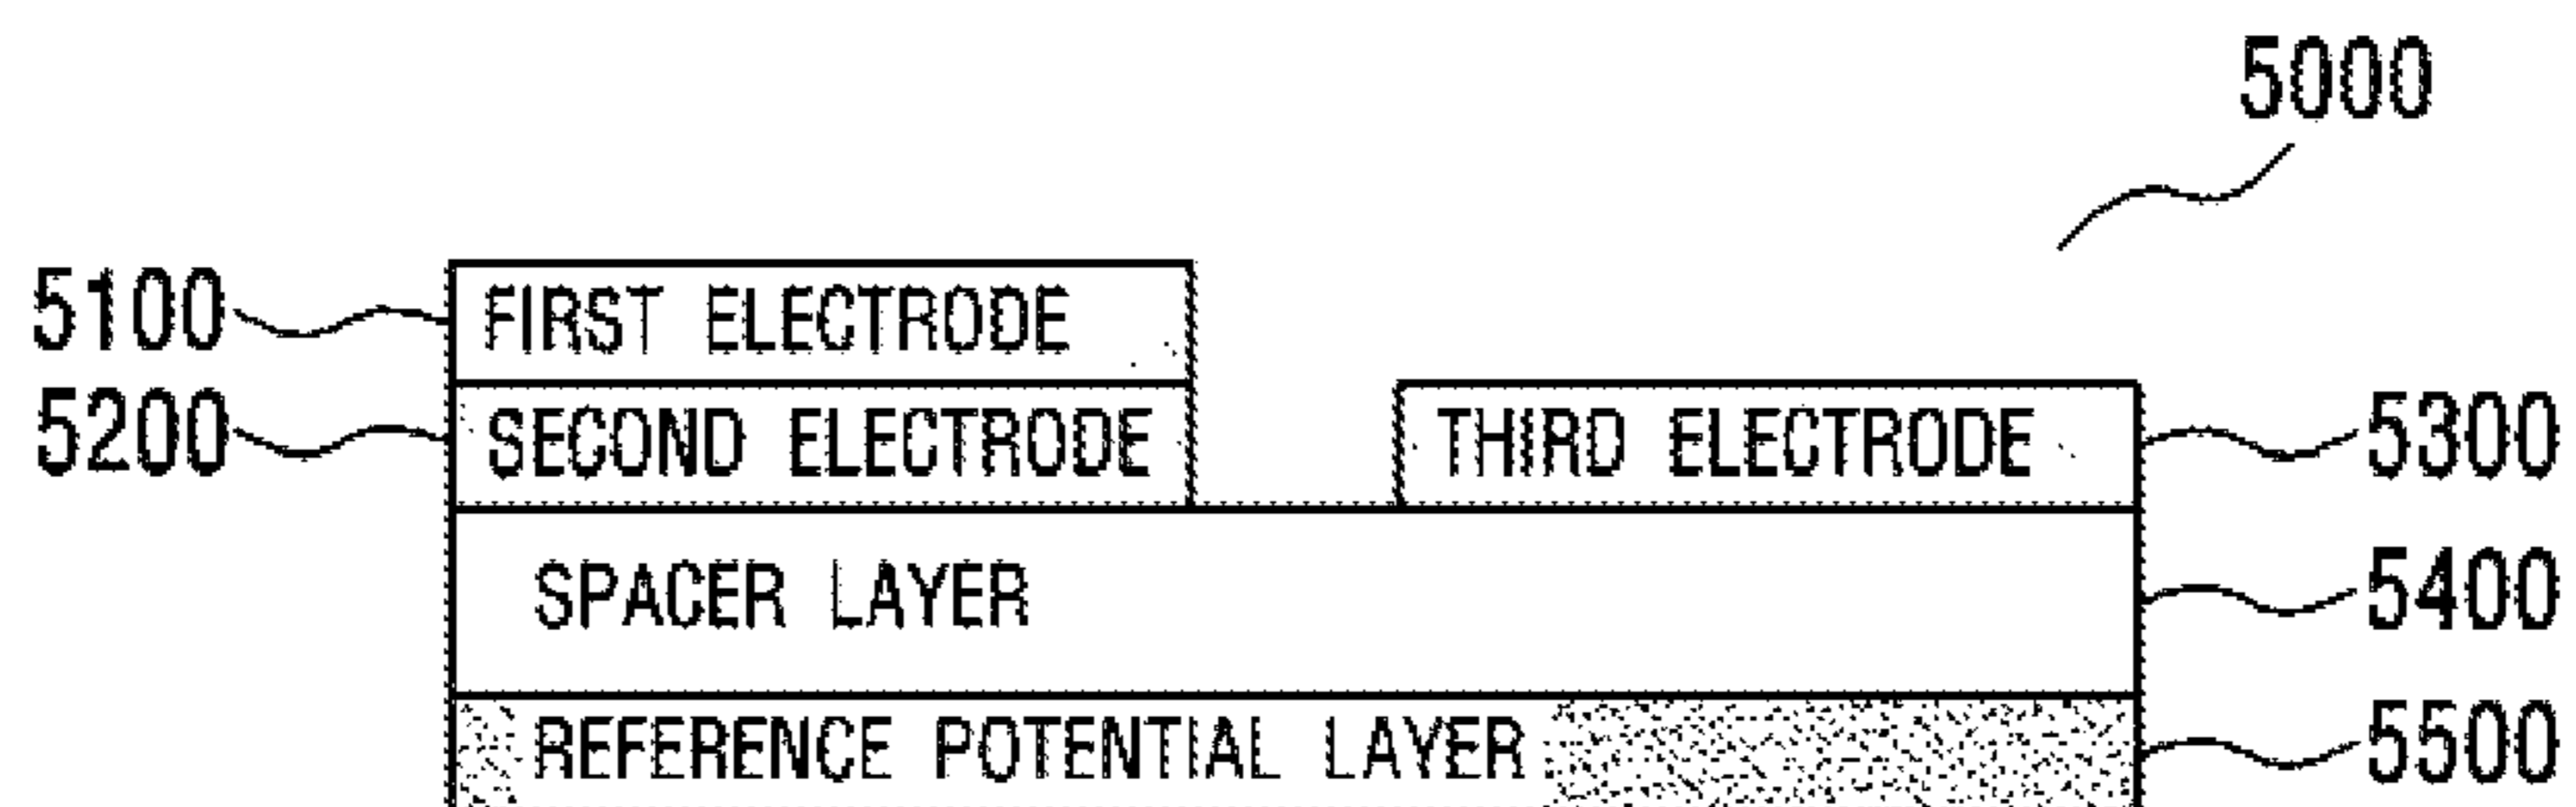 5000
5100 FIRST ELECTRODE
5200 SECOND ELECTRODE THIRD ELECTRODE 5300
SPACER LAYER 5400
REFERENCE POTENTIAL LAYER 5500